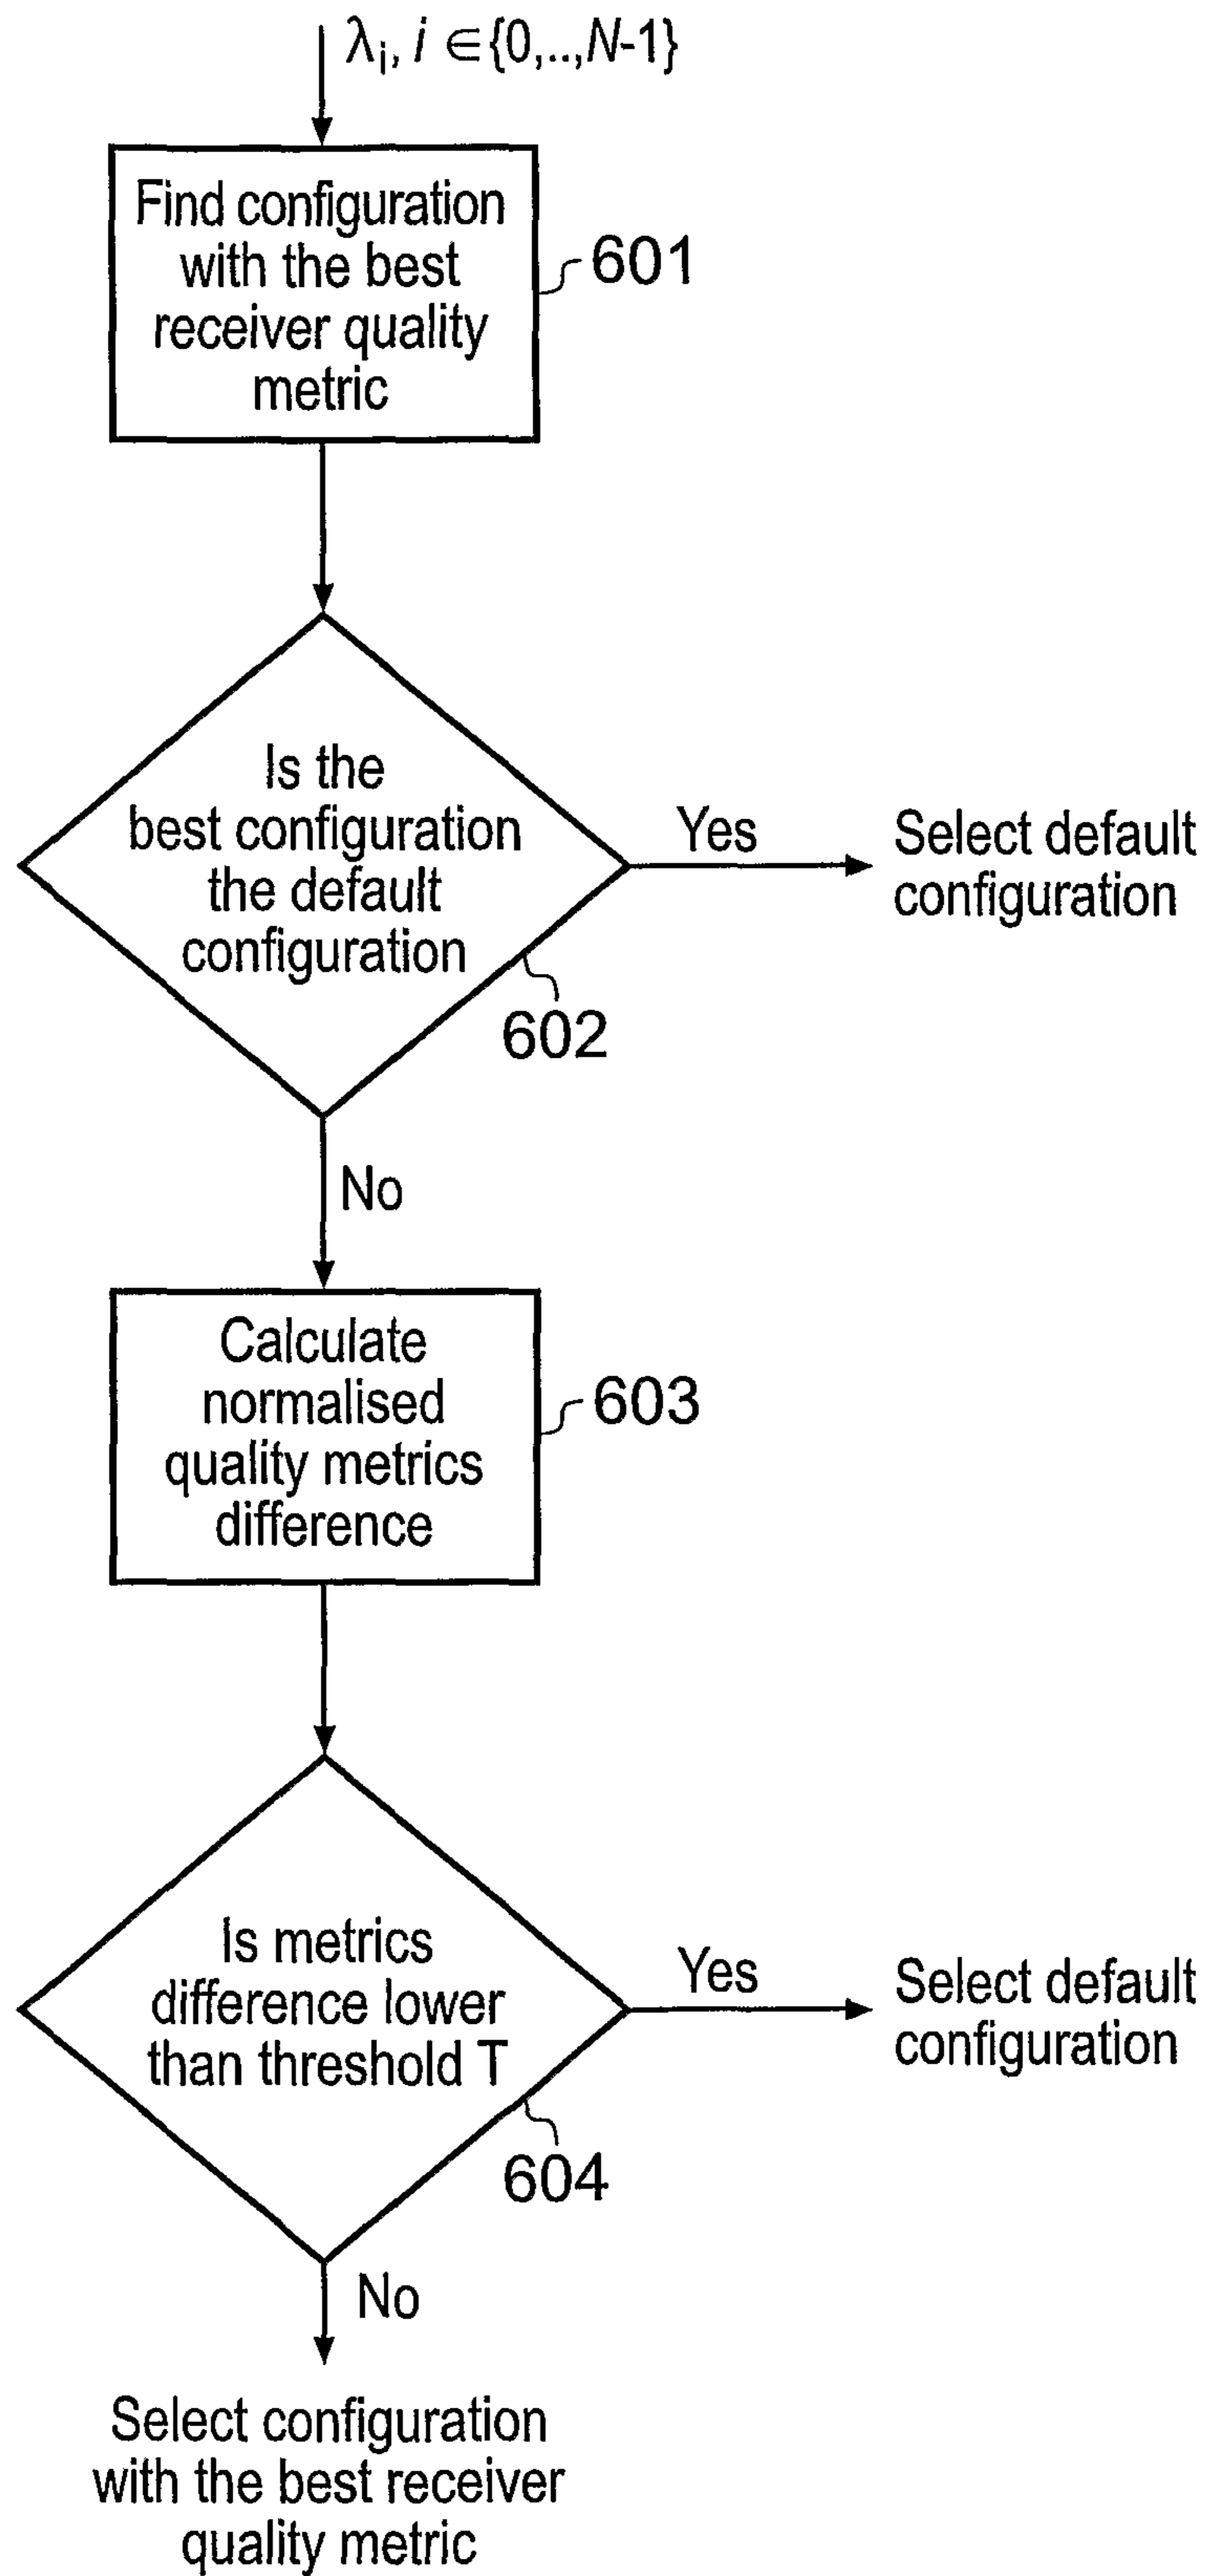 λi, i ∈{0,..,N-1}
Find configuration
with the best
receiver quality
metric
601
Is the
best configuration
the default
configuration
602
Yes
Select default
configuration
No
Calculate
normalised
quality metrics
difference
603
Is metrics
difference lower
than threshold T
604
Yes
Select default
configuration
No
Select configuration
with the best receiver
quality metric